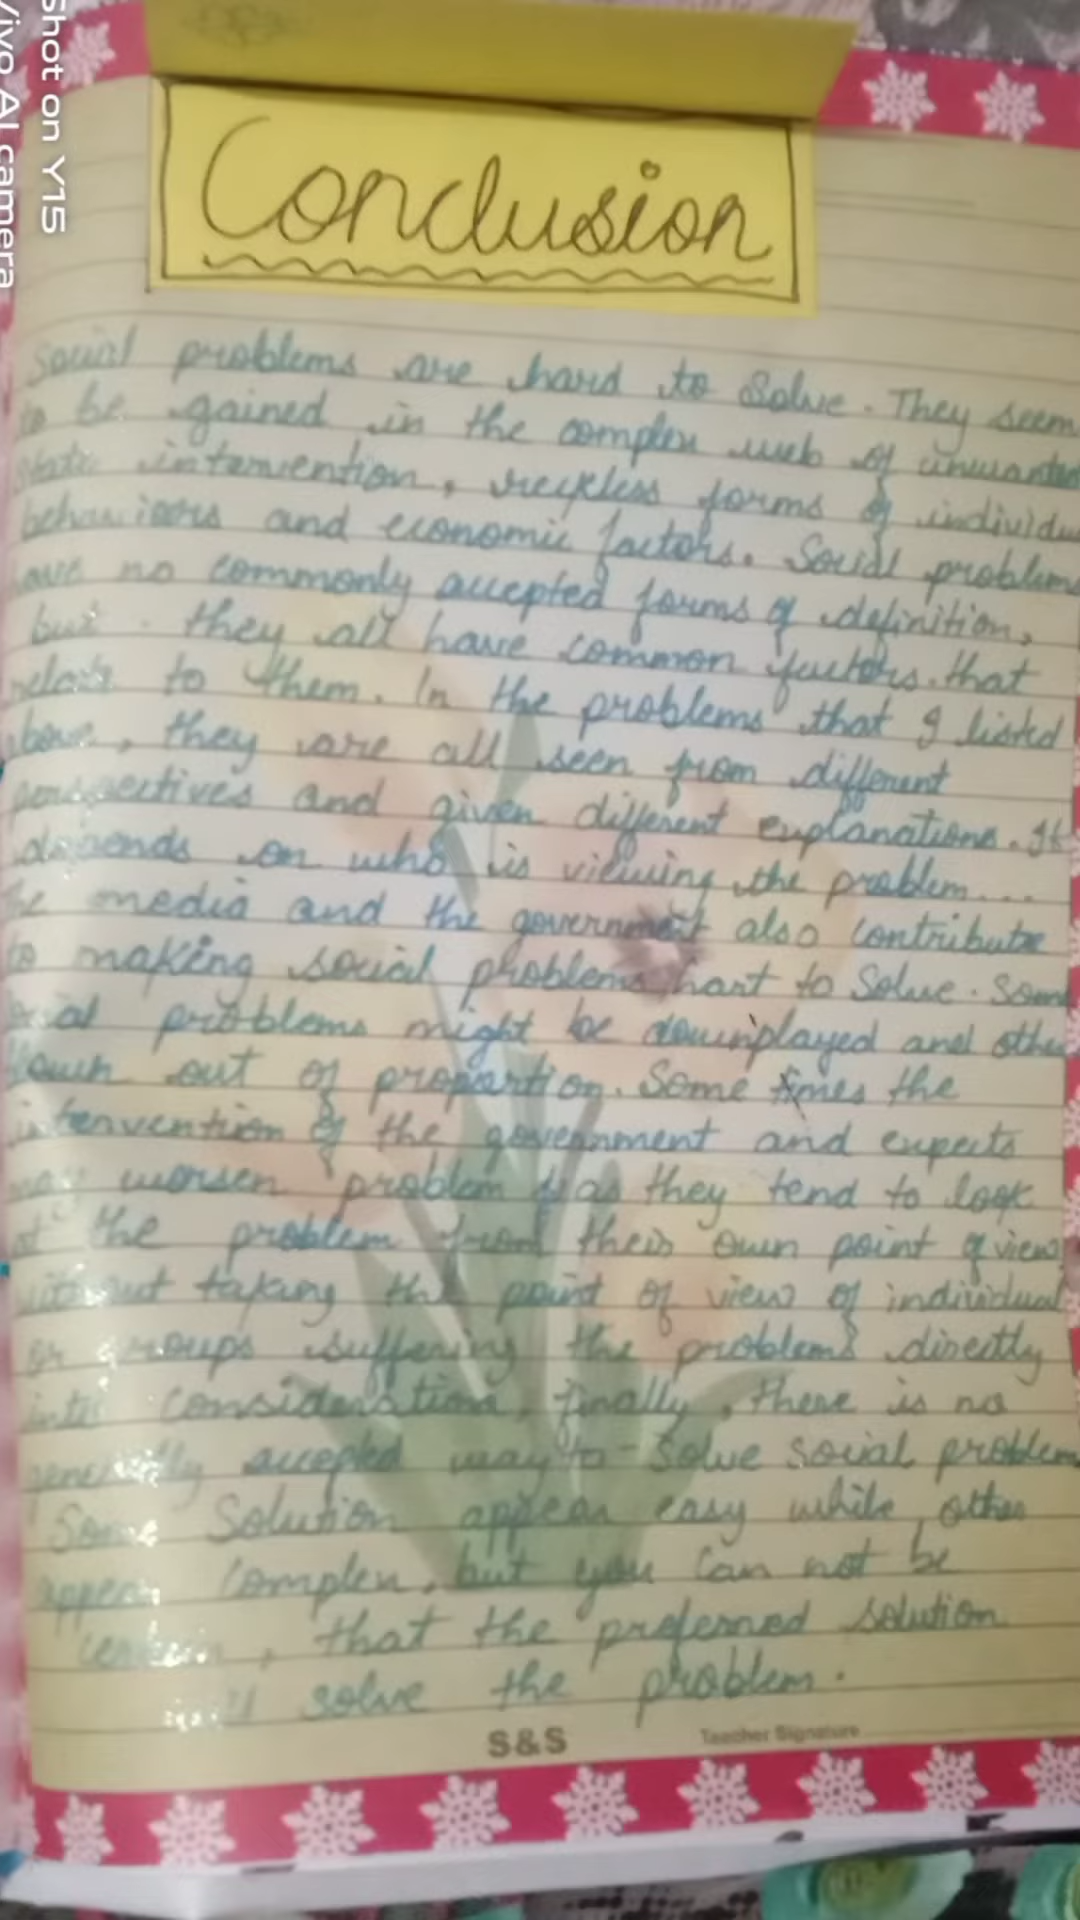 Shot on Y15
Vivo AI camera
Conclusion
Social problems are hard to Solve. They seem
to be gained in the complex web of unwanted
state intervention, reckless forms of individu
behaviors and economic factors. Social problems
have no commonly accepted forms of definition,
but they all have common factors that
relate to them. In the problems that I listed
above, they are all seen from different
perspectives and given different explanations. It
depends on who is viewing the problem....
the media and the government also contribute
to making social problems hart to Solve. Some
social problems might be downplayed and other
blown out of proportion. Some times the
intervention of the government and experts
may worsen problem as they tend to look
at the problem from their own point of view
without taking the point of view of individual
or groups suffering the problems directly
into consideration, finally, there is no
generally accepted way to solve social problem
Some Solution appear easy while other
appear complex, but you can not be
certain, that the preferred solution
solve the problem.
S&S
Teacher Signature